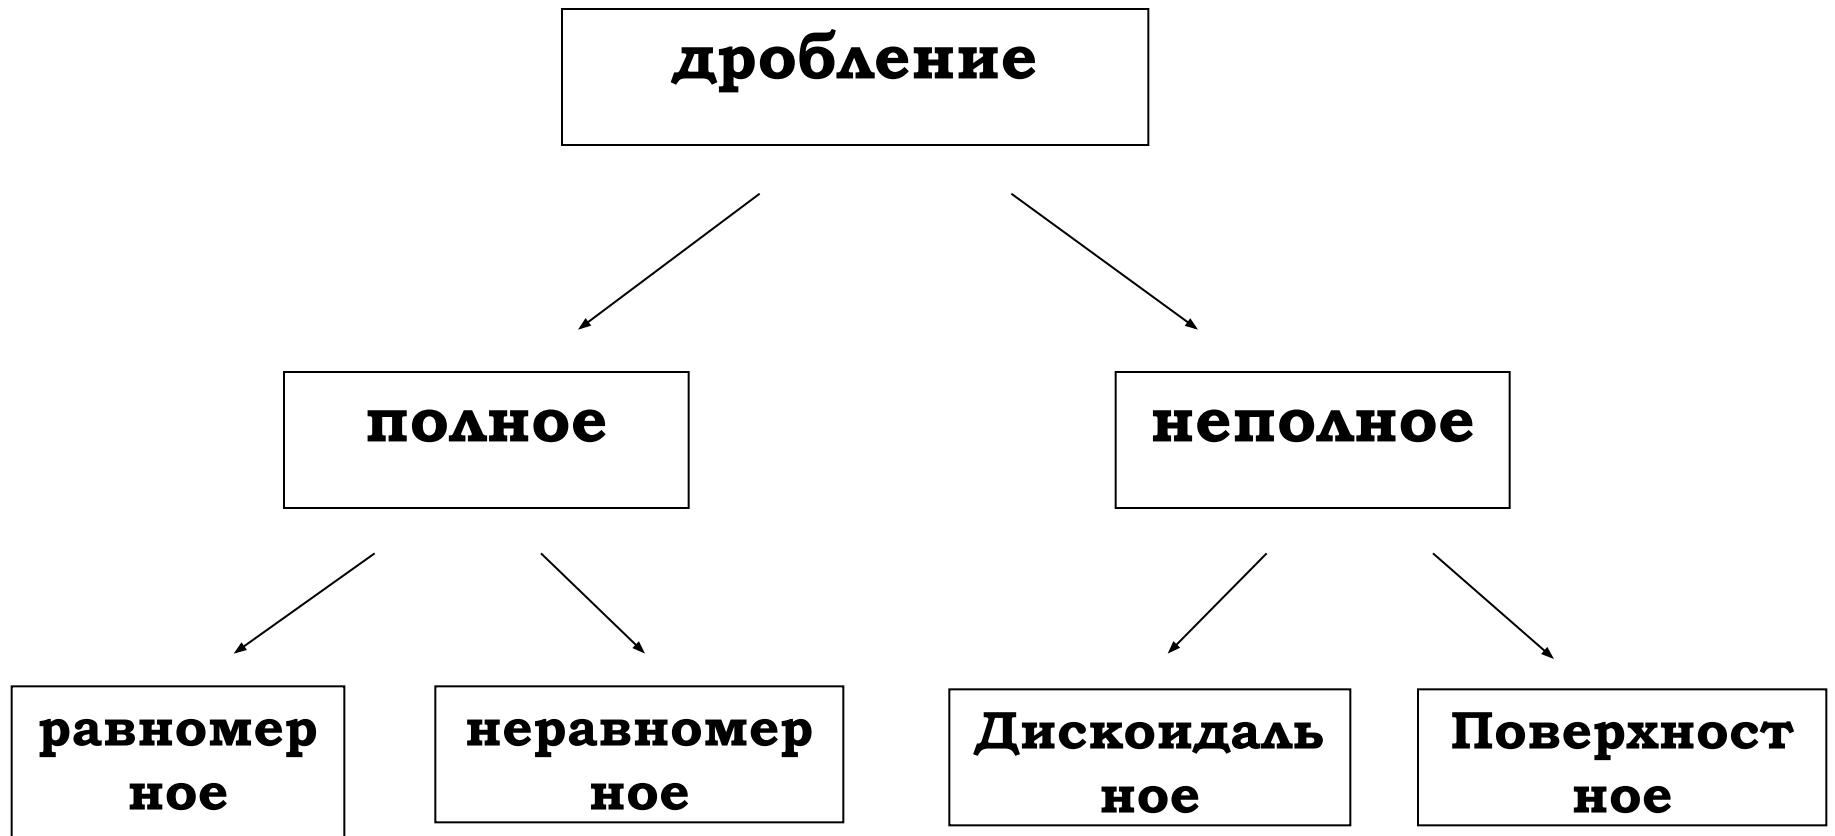 дробление
полное
неполное
равномер
ное
неравномер
ное
Дискоидаль
ное
Поверхност
ное